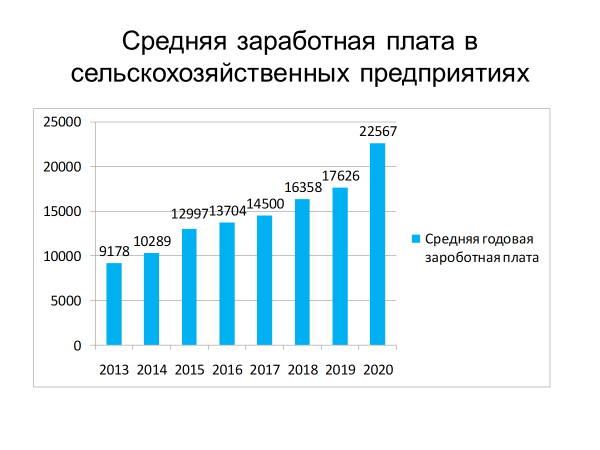 Средняя заработная плата в
сельскохозяйственных предприятиях
25000
20000
15000
10000
5000
0
9178
10289
12997
13704
14500
16358
17626
22567
2013 2014 2015 2016 2017 2018 2019 2020
Средняя годовая
зароботная плата